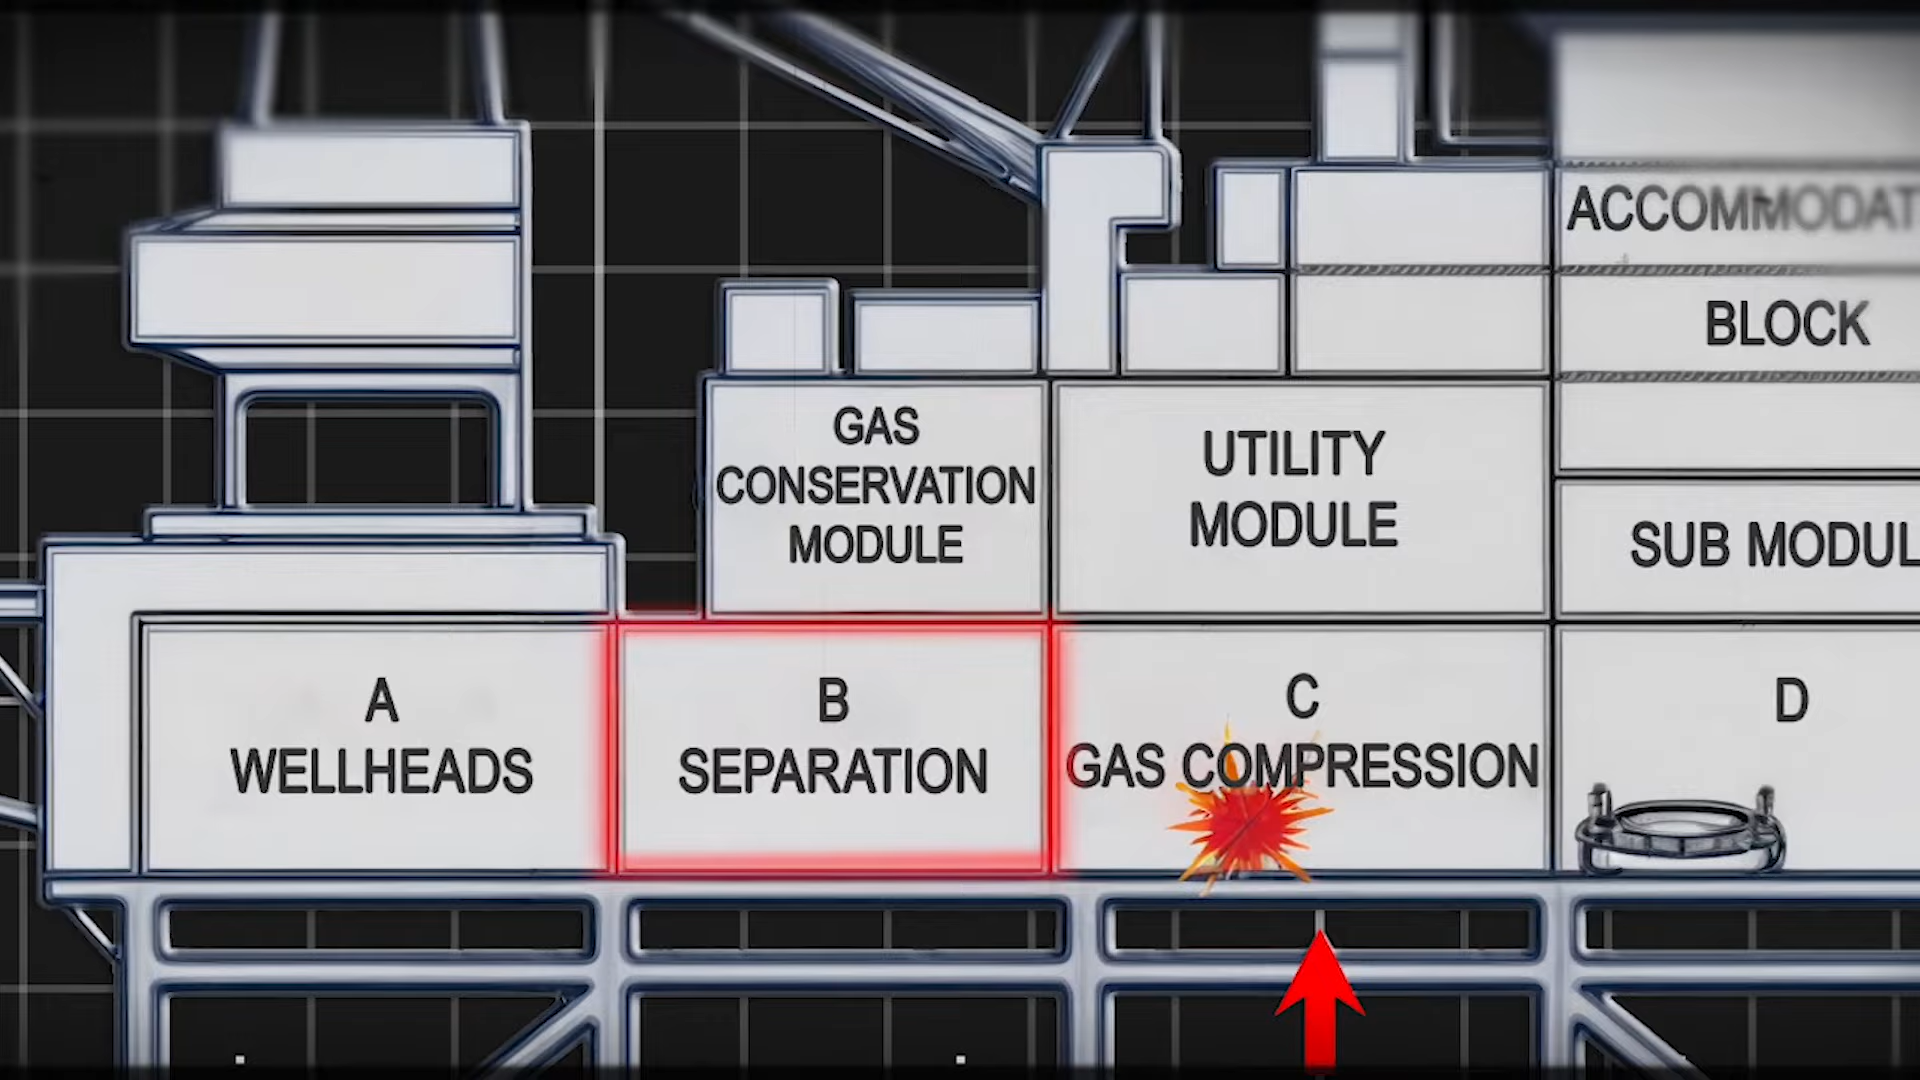 ACCOMMODAT
BLOCK
GAS
CONSERVATION
MODULE
UTILITY
MODULE
SUB MODUL
A
WELLHEADS
B
SEPARATION
C
GAS COMPRESSION
D